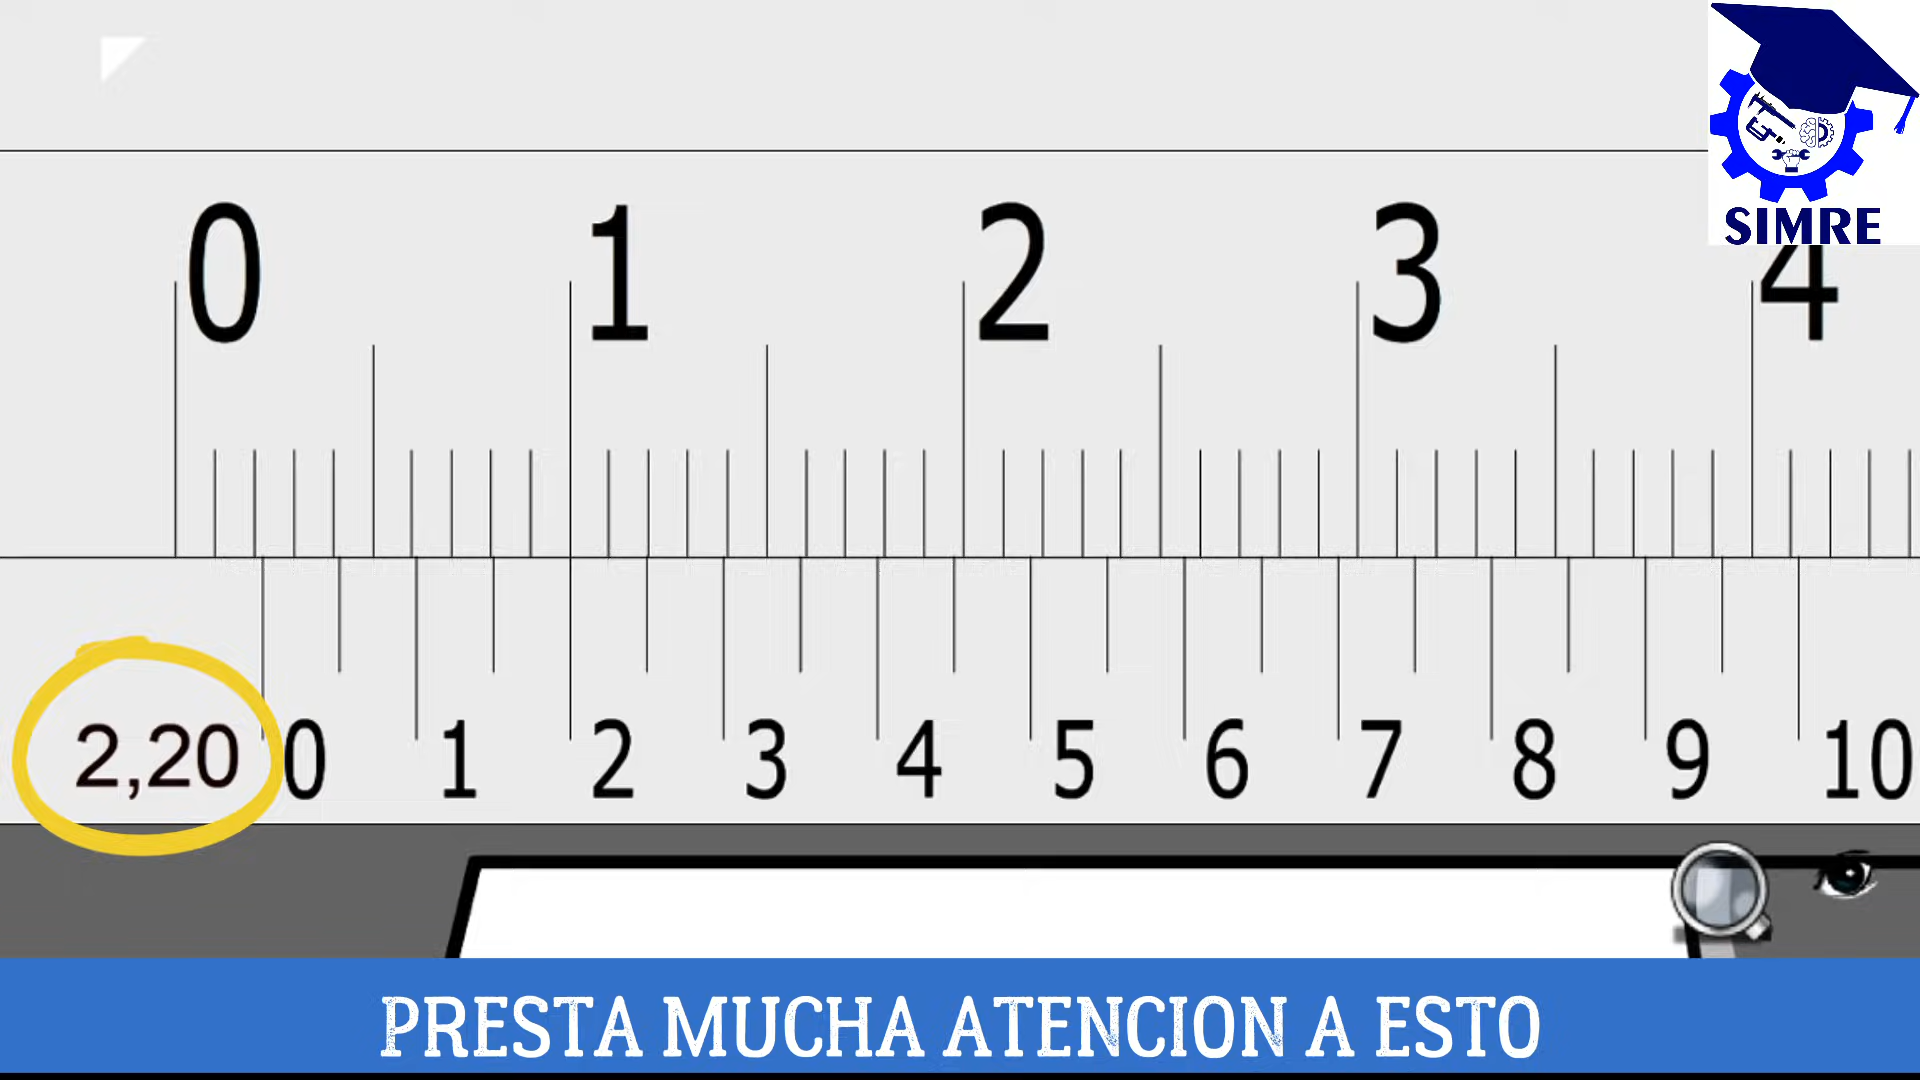 SIMRE
0 1 2 3 4
2,20 0 1 2 3 4 5 6 7 8 9 10
PRESTA MUCHA ATENCION A ESTO